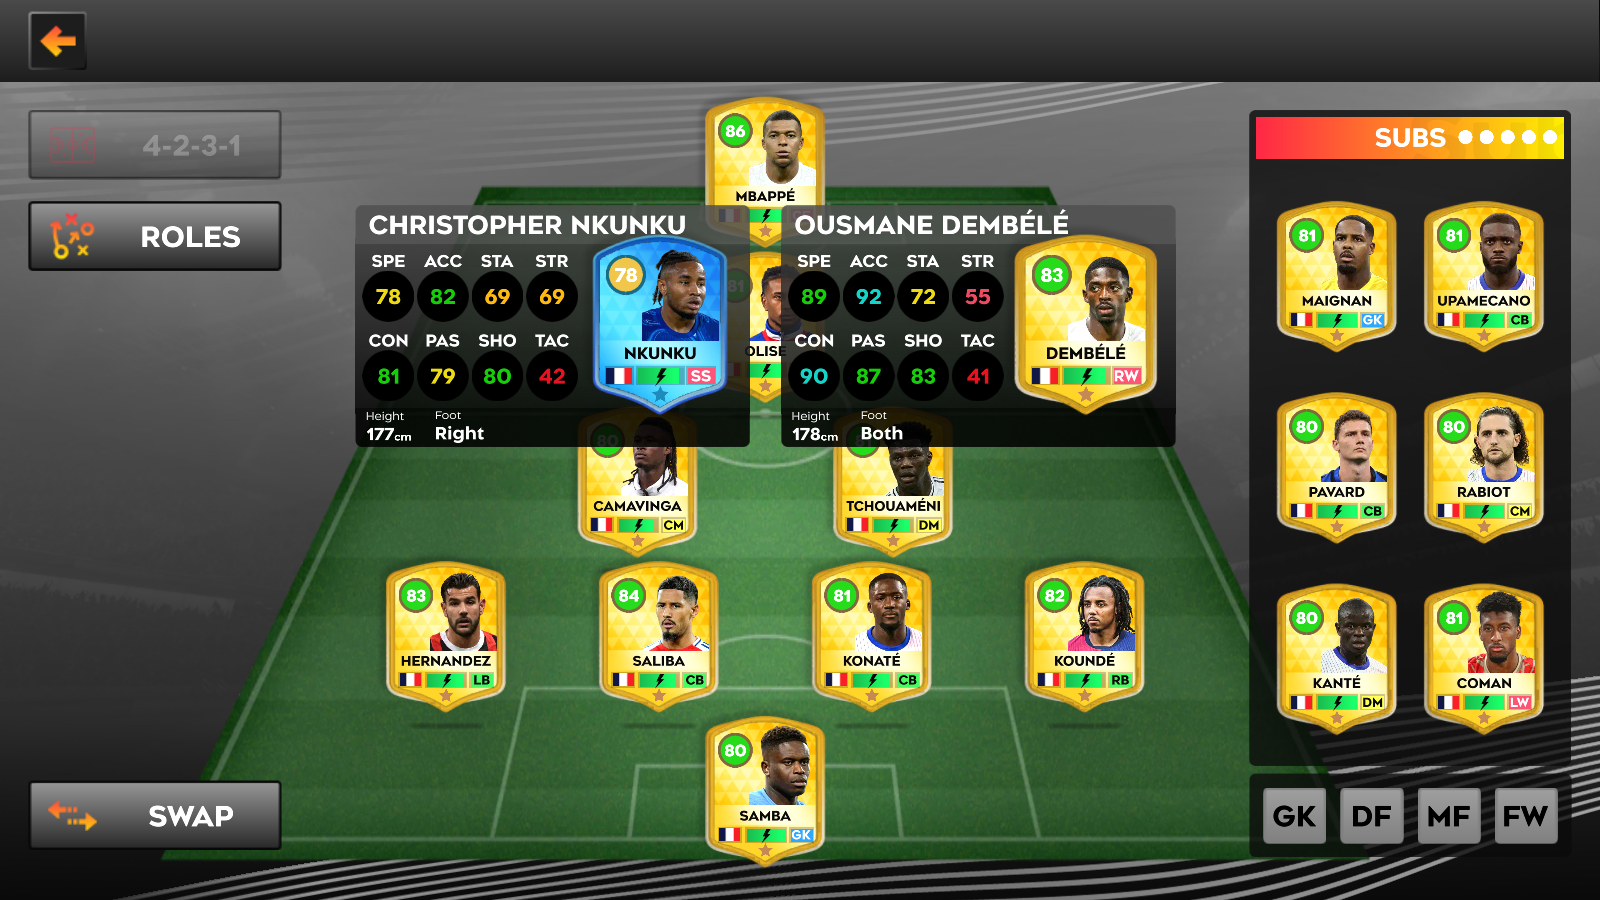 4-2-3-1
ROLES
SWAP
86
MBAPPÉ
CHRISTOPHER NKUNKU
SPE ACC STA STR
78 82 69 69
CON PAS SHO TAC
81 79 80 42
Height Foot
177cm Right
78
NKUNKU
SS
81
OLISE
OUSMANE DEMBÉLÉ
SPE ACC STA STR
89 92 72 55
CON PAS SHO TAC
90 87 83 41
Height Foot
178cm Both
83
DEMBÉLÉ
RW
80
CAMAVINGA
CM
TCHOUAMÉNI
DM
83
HERNANDEZ
LB
84
SALIBA
CB
81
KONATÉ
CB
82
KOUNDÉ
RB
80
SAMBA
GK
SUBS
81
MAIGNAN
GK
81
UPAMECANO
CB
80
PAVARD
CB
80
RABIOT
CM
80
KANTÉ
DM
81
COMAN
LW
GK DF MF FW